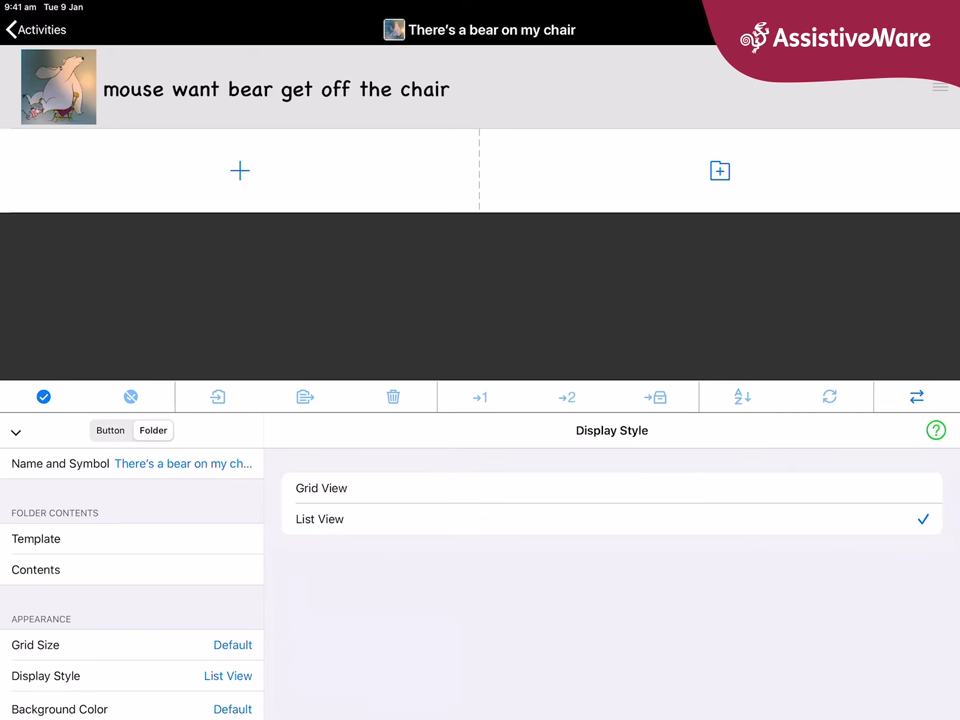 9:41 am Tue 9 Jan
Activities
There's a bear on my chair
AssistiveWare
mouse want bear get off the chair
→1
→2
A
Z
Button
Folder
Display Style
?
Name and Symbol There's a bear on my ch...
Grid View
List View
FOLDER CONTENTS
Template
Contents
APPEARANCE
Grid Size Default
Display Style List View
Background Color Default